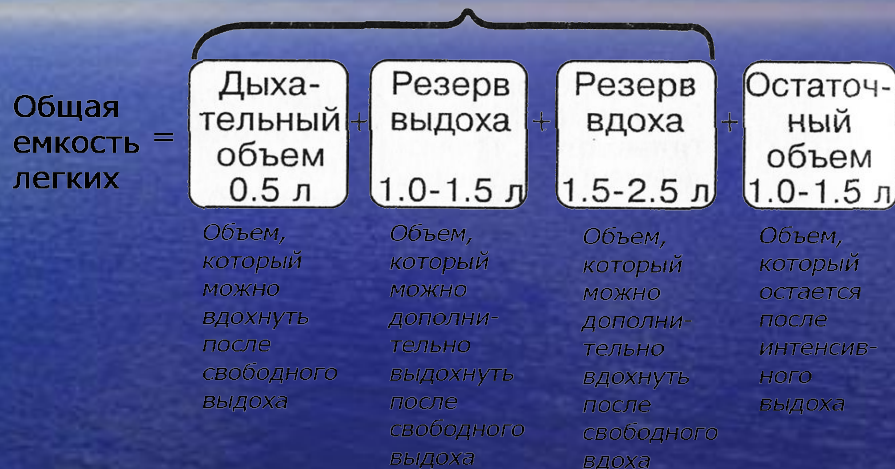 Общая
емкость =
легких
Дыха-
тельный
объем
0.5 л
+
Резерв
выдоха
1.0-1.5 л
+
Резерв
вдоха
1.5-2.5 л
+
Остаточ-
ный
объем
1.0-1.5 л
Объем,
который
можно
вдохнуть
после
свободного
выдоха
Объем,
который
можно
дополни-
тельно
выдохнуть
после
свободного
выдоха
Объем,
который
можно
дополни-
тельно
вдохнуть
после
свободного
вдоха
Объем,
который
остается
после
интенсив-
ного
выдоха